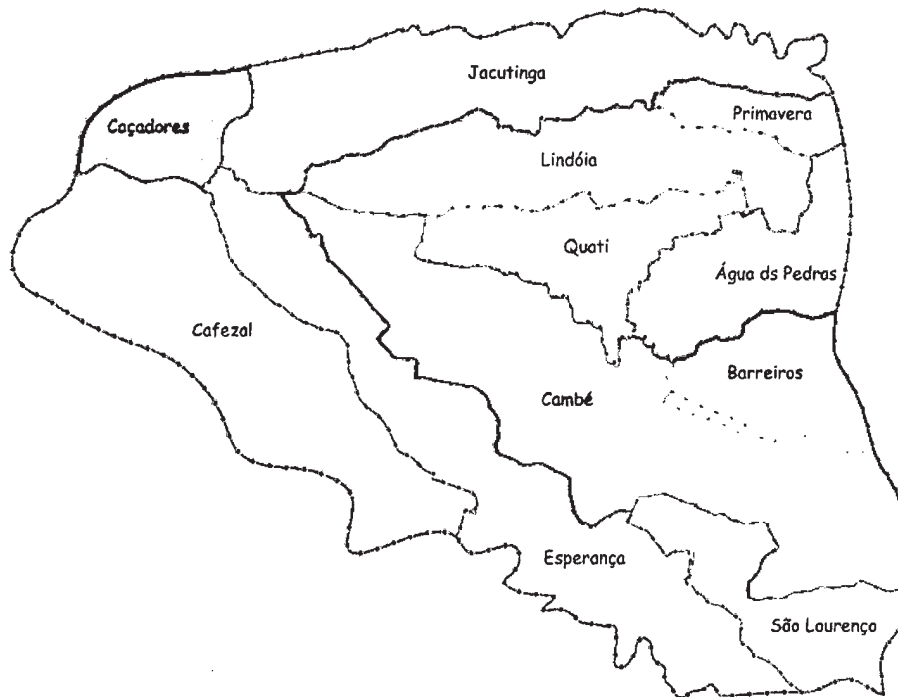 Jacutinga
Primavera
Caçadores
Lindóia
Quati
Água ds Pedras
Cafezal
Barreiros
Cambé
Esperança
São Lourenço